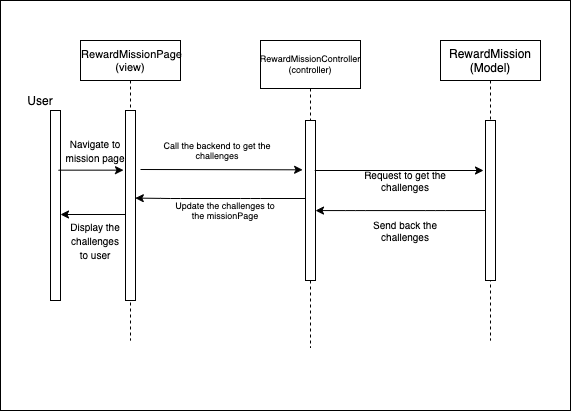 RewardMissionPage
(view)
RewardMissionController
(controller)
RewardMission
(Model)
User
Navigate to
mission page
Call the backend to get the
challenges
Request to get the
challenges
Update the challenges to
the missionPage
Send back the
challenges
Display the
challenges
to user